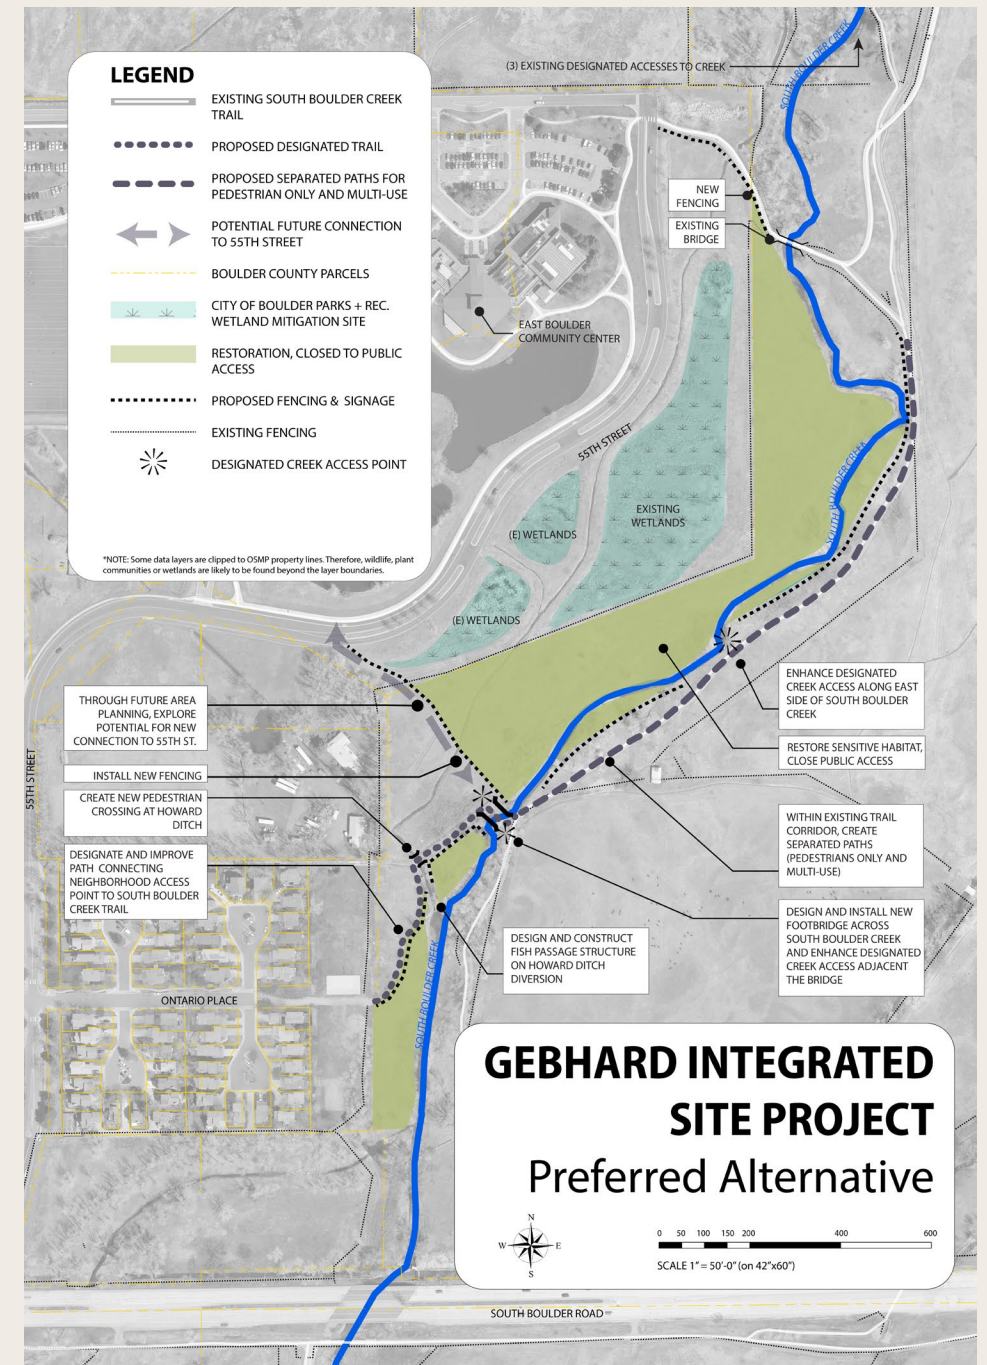 SOUTH BOULDER CREEK
(3) EXISTING DESIGNATED ACCESSES TO CREEK
LEGEND
EXISTING SOUTH BOULDER CREEK
TRAIL
PROPOSED DESIGNATED TRAIL
PROPOSED SEPARATED PATHS FOR
PEDESTRIAN ONLY AND MULTI-USE
POTENTIAL FUTURE CONNECTION
TO 55TH STREET
BOULDER COUNTY PARCELS
CITY OF BOULDER PARKS + REC.
WETLAND MITIGATION SITE
RESTORATION, CLOSED TO PUBLIC
ACCESS
PROPOSED FENCING & SIGNAGE
EXISTING FENCING
DESIGNATED CREEK ACCESS POINT
*NOTE: Some data layers are clipped to OSMP property lines. Therefore, wildlife, plant
communities or wetlands are likely to be found beyond the layer boundaries.
NEW
FENCING
EXISTING
BRIDGE
EAST BOULDER
COMMUNITY CENTER
55TH STREET
SOUTH BOULDER CREEK
EXISTING
WETLANDS
(E) WETLANDS
(E) WETLANDS
THROUGH FUTURE AREA
PLANNING, EXPLORE
POTENTIAL FOR NEW
CONNECTION TO 55TH ST.
INSTALL NEW FENCING
CREATE NEW PEDESTRIAN
CROSSING AT HOWARD
DITCH
DESIGNATE AND IMPROVE
PATH CONNECTING
NEIGHBORHOOD ACCESS
POINT TO SOUTH BOULDER
CREEK TRAIL
55TH STREET
ENHANCE DESIGNATED
CREEK ACCESS ALONG EAST
SIDE OF SOUTH BOULDER
CREEK
RESTORE SENSITIVE HABITAT,
CLOSE PUBLIC ACCESS
WITHIN EXISTING TRAIL
CORRIDOR, CREATE
SEPARATED PATHS
(PEDESTRIANS ONLY AND
MULTI-USE)
DESIGN AND INSTALL NEW
FOOTBRIDGE ACROSS
SOUTH BOULDER CREEK
AND ENHANCE DESIGNATED
CREEK ACCESS ADJACENT
THE BRIDGE
DESIGN AND CONSTRUCT
FISH PASSAGE STRUCTURE
ON HOWARD DITCH
DIVERSION
SOUTH BOULDER CREEK
ONTARIO PLACE
GEBHARD INTEGRATED
SITE PROJECT
Preferred Alternative
N
W E
S
0 50 100 150 200 400 600
SCALE 1" = 50'-0" (on 42"x60")
SOUTH BOULDER ROAD